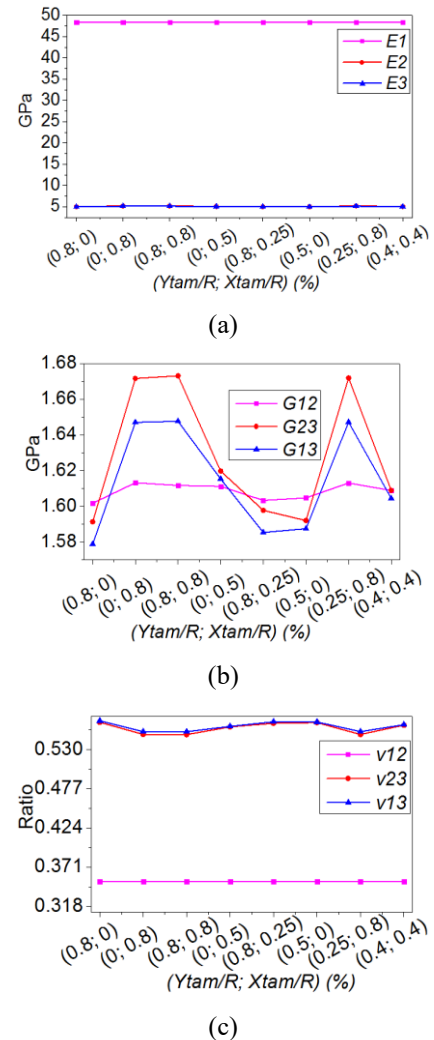 50
45
40
35
30
25
20
15
10
5
GPa
E1
E2
E3
(0.8; 0)
(0; 0.8)
(0.8; 0.8)
(0; 0.5)
(0.8; 0.25)
(0.5; 0)
(0.25; 0.8)
(0.4; 0.4)
(Ytam/R; Xtam/R) (%)
(a)
1.68
1.66
1.64
1.62
1.60
1.58
GPa
G12
G23
G13
(0.8; 0)
(0; 0.8)
(0.8; 0.8)
(0; 0.5)
(0.8; 0.25)
(0.5; 0)
(0.25; 0.8)
(0.4; 0.4)
(Ytam/R; Xtam/R) (%)
(b)
0.530
0.477
0.424
0.371
0.318
Ratio
v12
v23
v13
(0.8; 0)
(0; 0.8)
(0.8; 0.8)
(0; 0.5)
(0.8; 0.25)
(0.5; 0)
(0.25; 0.8)
(0.4; 0.4)
(Ytam/R; Xtam/R) (%)
(c)